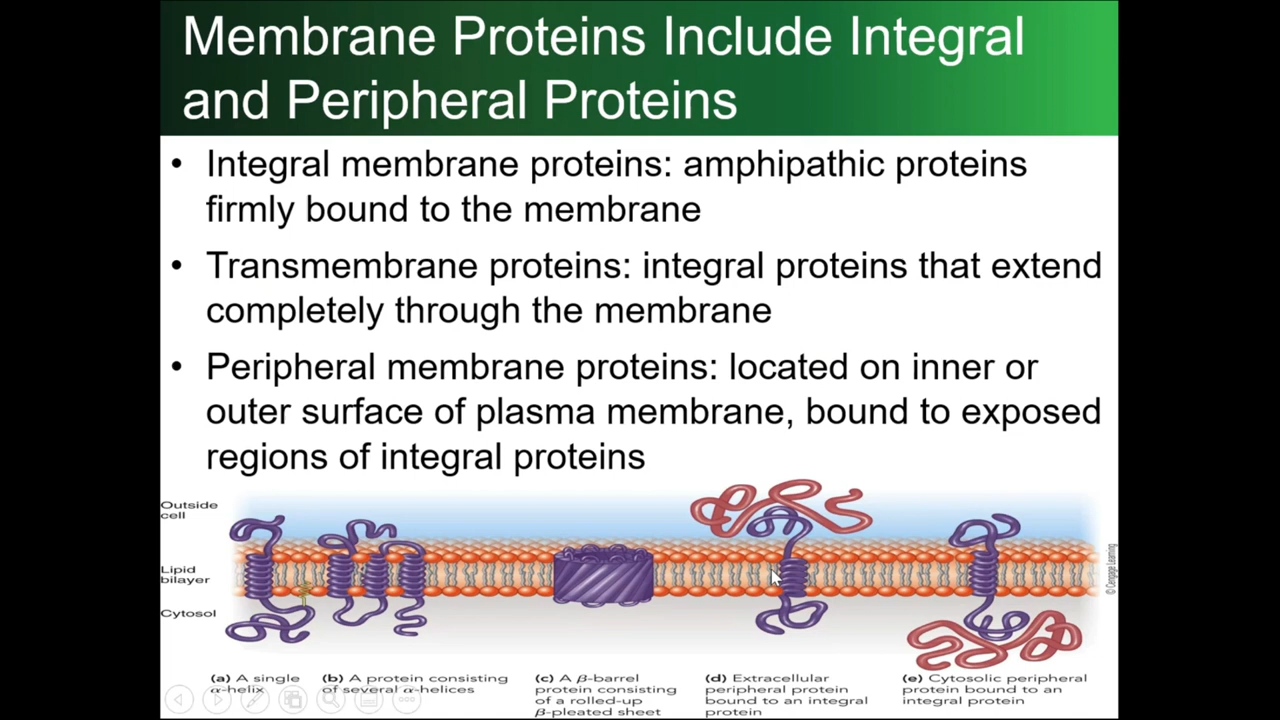 Membrane Proteins Include Integral
and Peripheral Proteins
• Integral membrane proteins: amphipathic proteins
firmly bound to the membrane
• Transmembrane proteins: integral proteins that extend
completely through the membrane
• Peripheral membrane proteins: located on inner or
outer surface of plasma membrane, bound to exposed
regions of integral proteins
Outside
cell
Lipid
bilayer
Cytosol
© Cengage Learning
(a) A single
α-helix
(b) A protein consisting
of several α-helices
(c) A β-barrel
protein consisting
of a rolled-up
β-pleated sheet
(d) Extracellular
peripheral protein
bound to an integral
protein
(e) Cytosolic peripheral
protein bound to an
integral protein